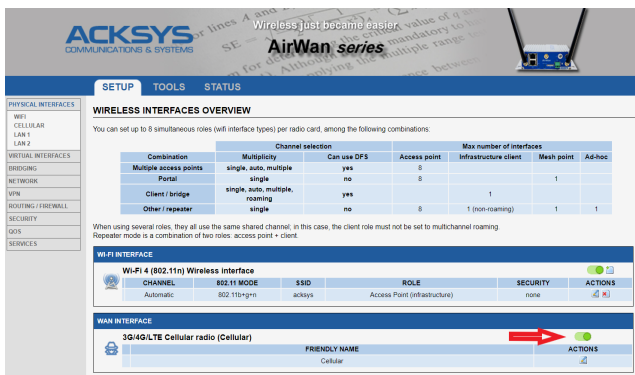 ACKSYS
COMMUNICATIONS & SYSTEMS
Wireless just became easier
AirWan series
SETUP TOOLS STATUS
PHYSICAL INTERFACES
WIFI
CELLULAR
LAN 1
LAN 2
VIRTUAL INTERFACES
BRIDGING
NETWORK
VPN
ROUTING / FIREWALL
SECURITY
QOS
SERVICES
WIRELESS INTERFACES OVERVIEW
You can set up to 8 simultaneous roles (wifi interface types) per radio card, among the following combinations:
Channel selection Max number of interfaces
Combination Multiplicity Can use DFS Access point Infrastructure client Mesh point Ad-hoc
Multiple access points single, auto, multiple yes 8
Portal single no 8 1
Client / bridge single, auto, multiple, roaming yes 1
Other / repeater single no 8 1 (non-roaming) 1 1
When using several roles, they all use the same shared channel; in this case, the client role must not be set to multichannel roaming.
Repeater mode is a combination of two roles: access point + client.
WI-FI INTERFACE
Wi-Fi 4 (802.11n) Wireless interface
CHANNEL 802.11 MODE SSID ROLE SECURITY ACTIONS
Automatic 802.11b+g+n acksys Access Point (infrastructure) none
WAN INTERFACE
3G/4G/LTE Cellular radio (Cellular)
FRIENDLY NAME ACTIONS
Cellular